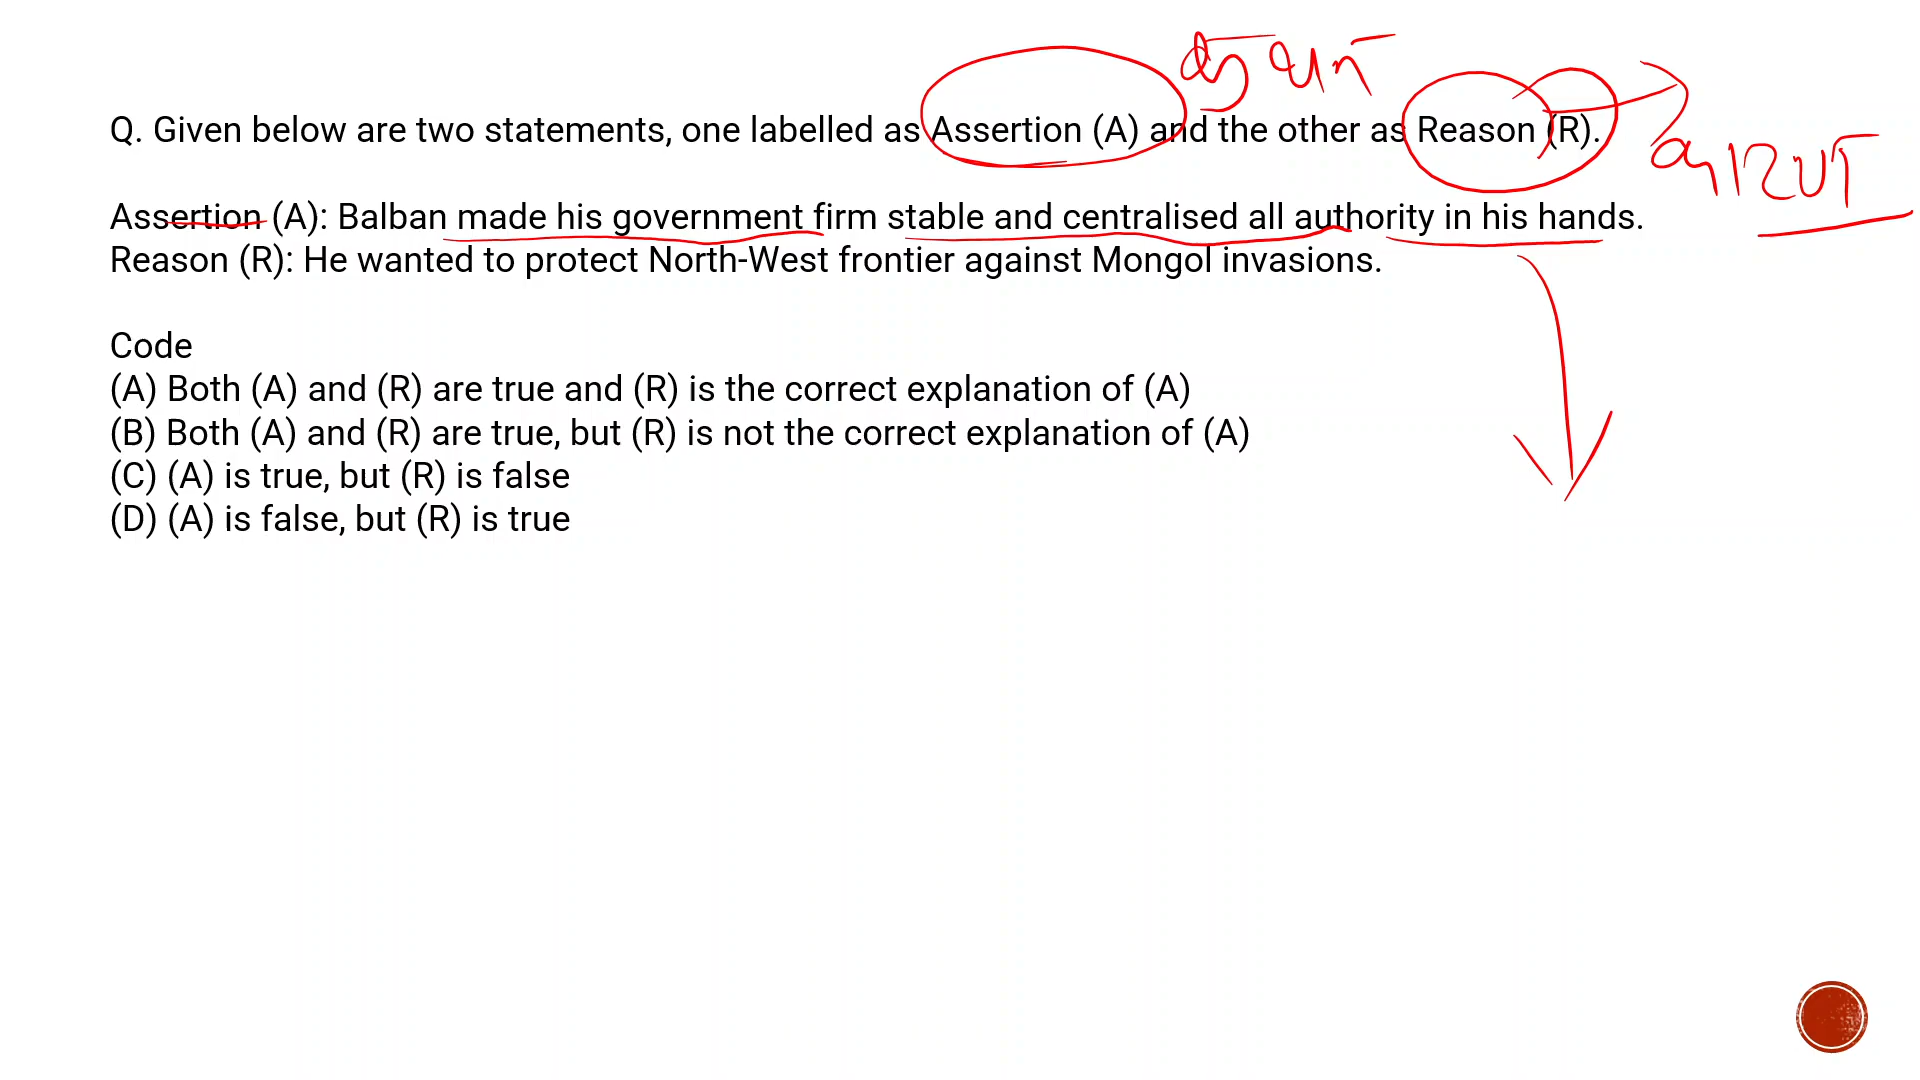 Q. Given below are two statements, one labelled as Assertion (A) and the other as Reason (R).
कारण
Assertion (A): Balban made his government firm stable and centralised all authority in his hands.
Reason (R): He wanted to protect North-West frontier against Mongol invasions.
Code
(A) Both (A) and (R) are true and (R) is the correct explanation of (A)
(B) Both (A) and (R) are true, but (R) is not the correct explanation of (A)
(C) (A) is true, but (R) is false
(D) (A) is false, but (R) is true